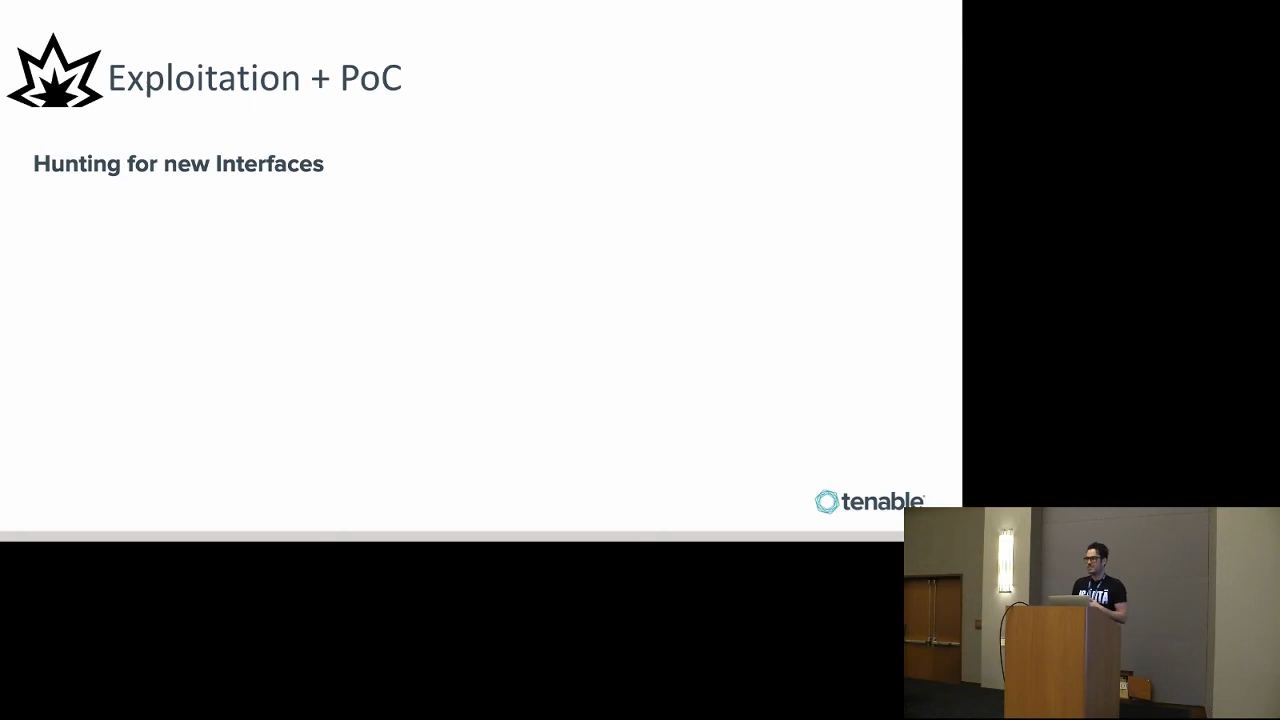 Exploitation + PoC
Hunting for new Interfaces
tenable